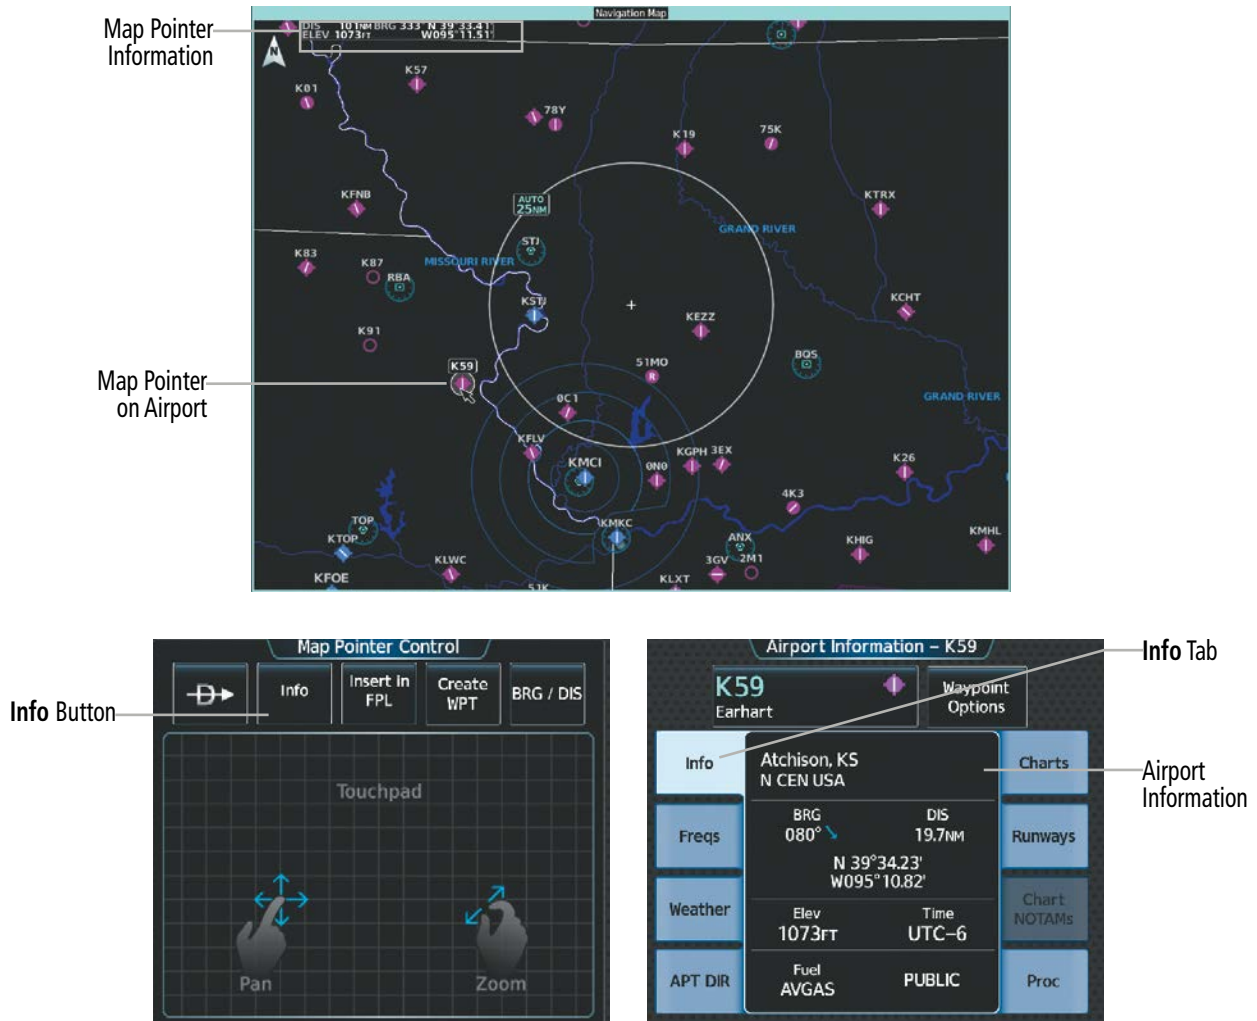 Navigation Map
Map Pointer
Information
DIS 101NM BRG 333° N 39°33.41'
ELEV 1073FT W095°11.51'
N
K57
K01
78Y
K19
75K
KFNB
AUTO
25NM
KTRX
GRAND RIVER
STJ
K83
K87
MISSOURI RIVER
RBA
KSTJ
KCHT
KEZZ
K91
51MO
R
BQS
K59
Map Pointer
on Airport
0C1
GRAND RIVER
KFLV
KMCI
0N0
KGPH
3EX
K26
4K3
TOP
KTOP
KMKC
ANX
KHIG
KMHL
KLWC
3GV
2M1
KFOE
51K
KLXT
Map Pointer Control
Info
Insert in
FPL
Create
WPT
BRG / DIS
Info Button
Touchpad
Pan
Zoom
Airport Information – K59
Info Tab
K59
Earhart
Waypoint
Options
Info
Atchison, KS
N CEN USA
Charts
Airport
Information
Freqs
BRG
080°
DIS
19.7NM
Runways
N 39°34.23'
W095°10.82'
Weather
Elev
1073FT
Time
UTC–6
Chart
NOTAMs
APT DIR
Fuel
AVGAS
PUBLIC
Proc